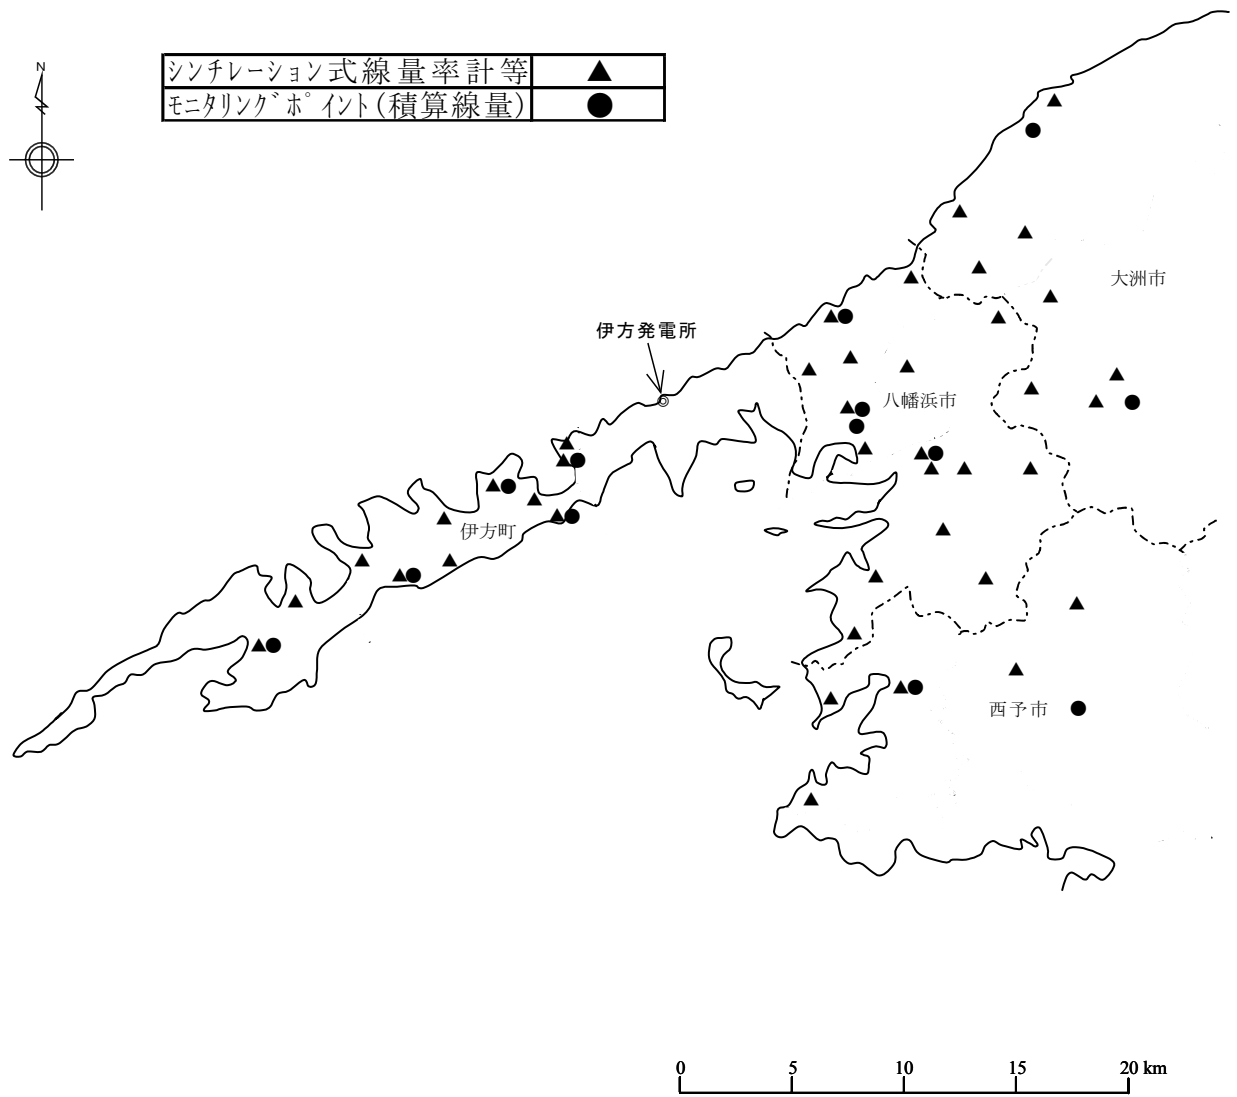 N
シンチレーション式線量率計等
モニタリングポイント(積算線量)
大洲市
伊方発電所
八幡浜市
伊方町
西予市
0 5 10 15 20 km